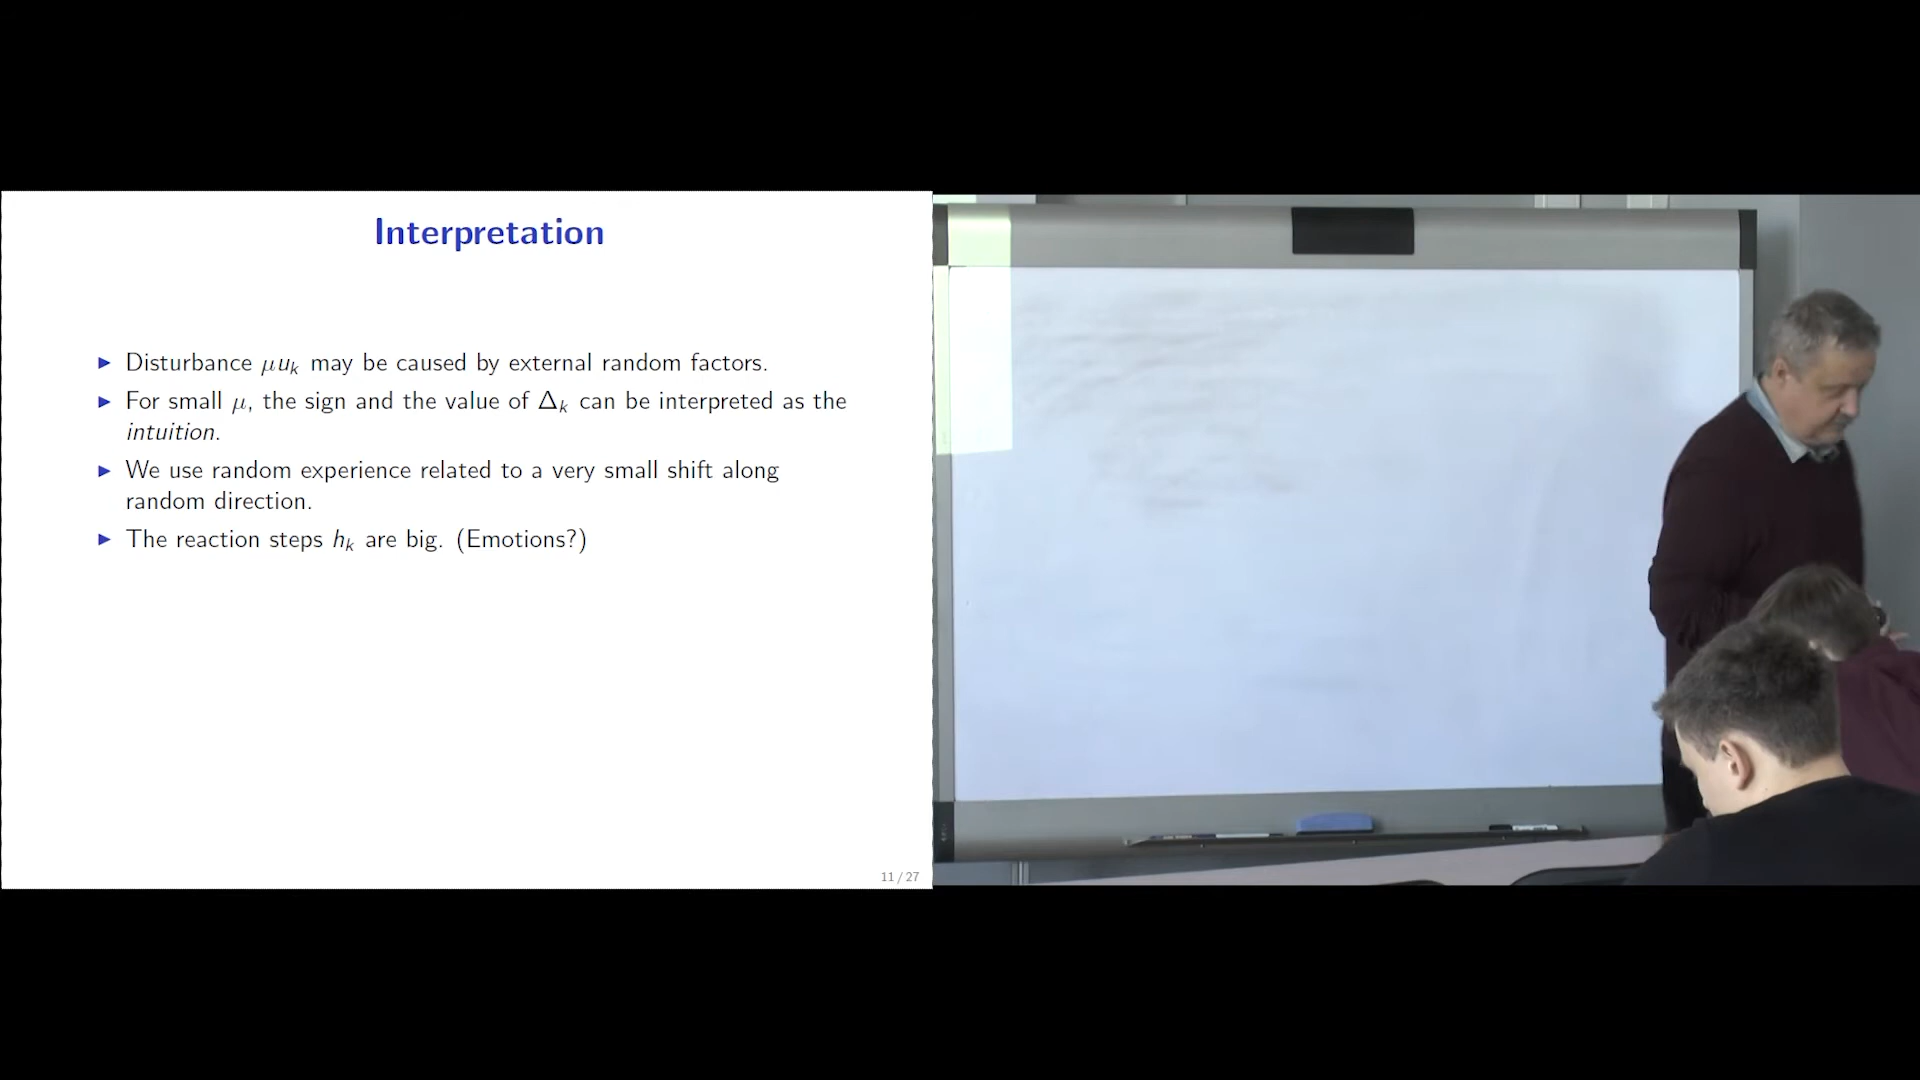 Interpretation
▶ Disturbance μu_k may be caused by external random factors.
▶ For small μ, the sign and the value of Δ_k can be interpreted as the
intuition.
▶ We use random experience related to a very small shift along
random direction.
▶ The reaction steps h_k are big. (Emotions?)
11 / 27